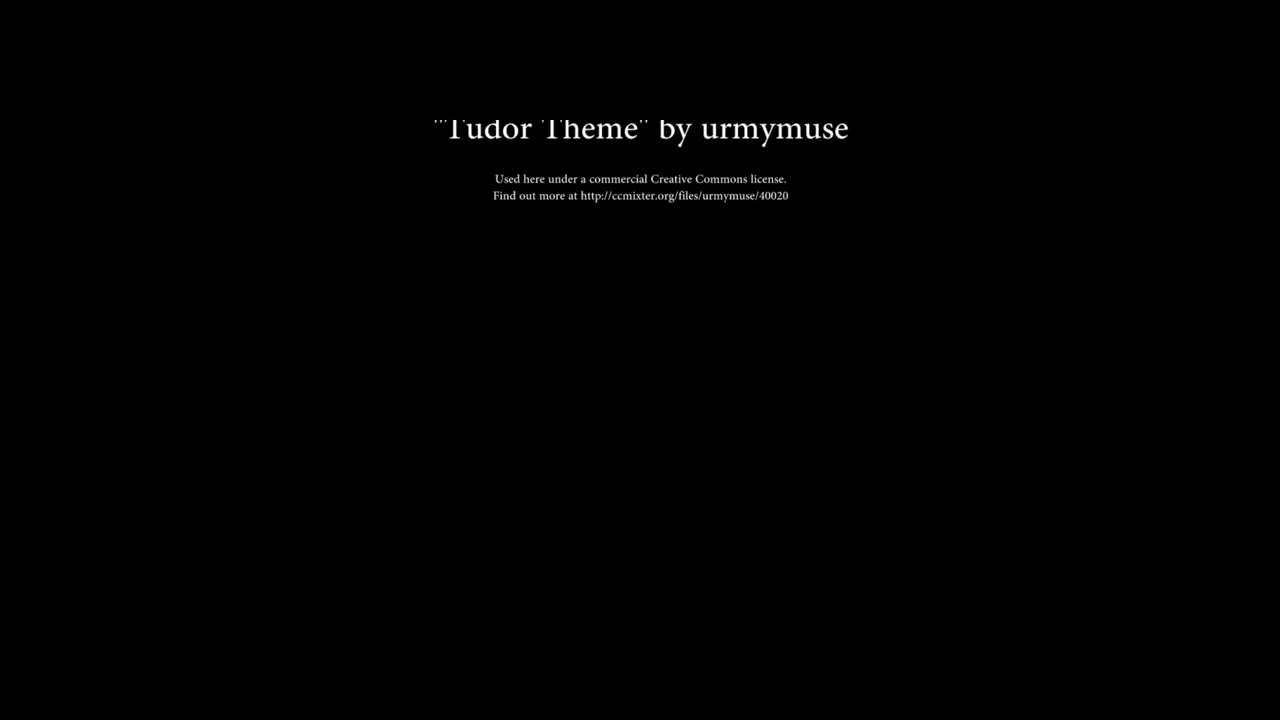 "Tudor Theme" by urmymuse
Used here under a commercial Creative Commons license.
Find out more at http://ccmixter.org/files/urmymuse/40020